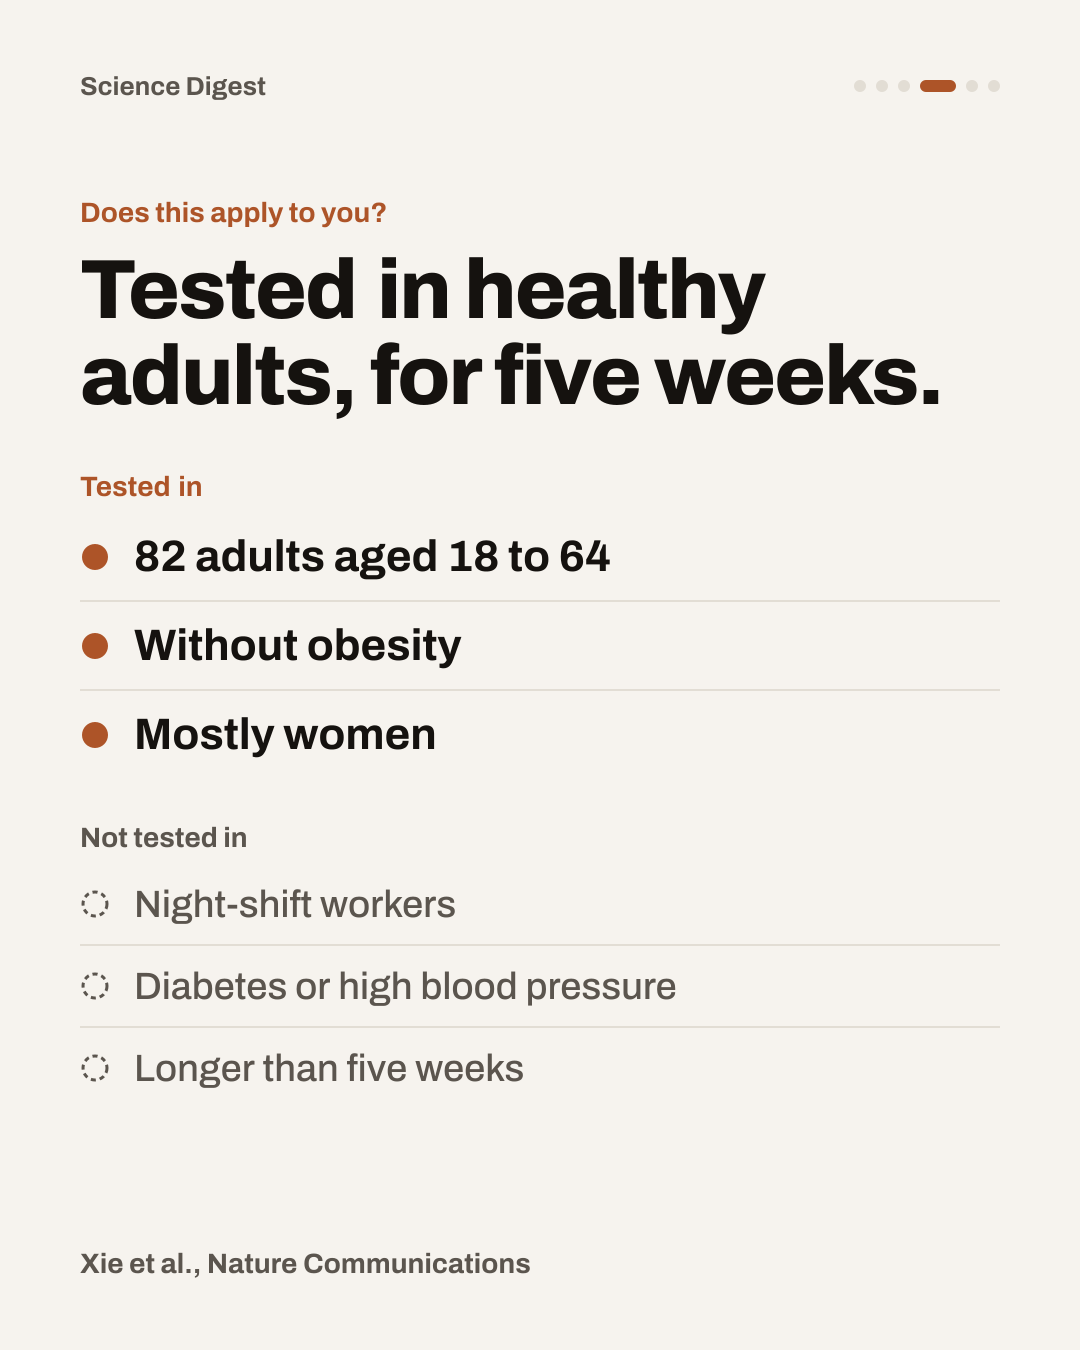 Science Digest
Does this apply to you?
Tested in healthy
adults, for five weeks.
Tested in
82 adults aged 18 to 64
Without obesity
Mostly women
Not tested in
Night-shift workers
Diabetes or high blood pressure
Longer than five weeks
Xie et al., Nature Communications